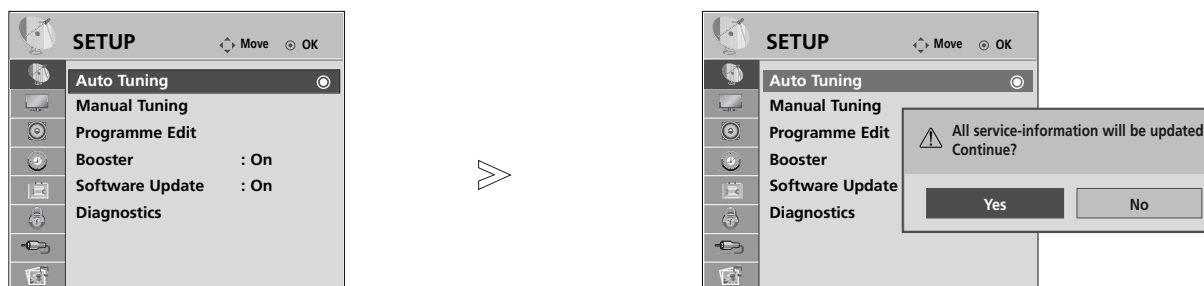 SETUP Move OK
Auto Tuning
Manual Tuning
Programme Edit
Booster : On
Software Update : On
Diagnostics
SETUP Move OK
Auto Tuning
Manual Tuning
Programme Edit
Booster
Software Update
Diagnostics
All service-information will be updated
Continue?
Yes No